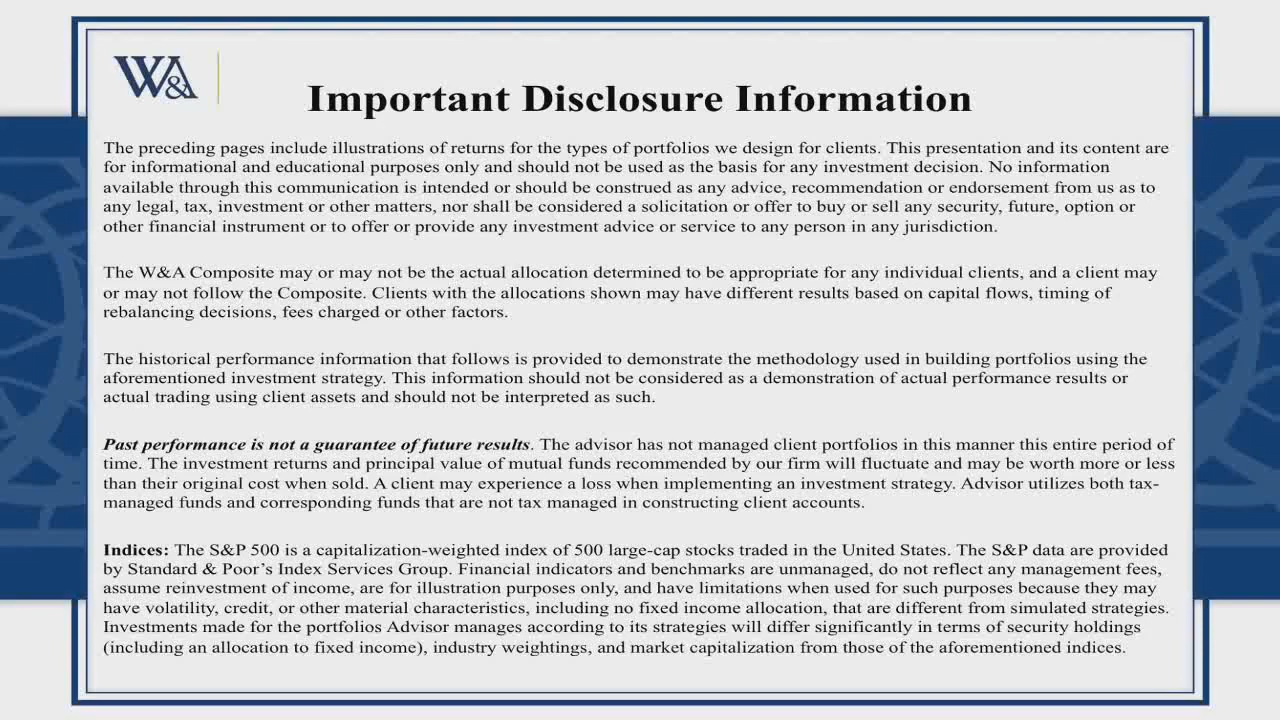 W&A
Important Disclosure Information
The preceding pages include illustrations of returns for the types of portfolios we design for clients. This presentation and its content are
for informational and educational purposes only and should not be used as the basis for any investment decision. No information
available through this communication is intended or should be construed as any advice, recommendation or endorsement from us as to
any legal, tax, investment or other matters, nor shall be considered a solicitation or offer to buy or sell any security, future, option or
other financial instrument or to offer or provide any investment advice or service to any person in any jurisdiction.
The W&A Composite may or may not be the actual allocation determined to be appropriate for any individual clients, and a client may
or may not follow the Composite. Clients with the allocations shown may have different results based on capital flows, timing of
rebalancing decisions, fees charged or other factors.
The historical performance information that follows is provided to demonstrate the methodology used in building portfolios using the
aforementioned investment strategy. This information should not be considered as a demonstration of actual performance results or
actual trading using client assets and should not be interpreted as such.
Past performance is not a guarantee of future results. The advisor has not managed client portfolios in this manner this entire period of
time. The investment returns and principal value of mutual funds recommended by our firm will fluctuate and may be worth more or less
than their original cost when sold. A client may experience a loss when implementing an investment strategy. Advisor utilizes both tax-
managed funds and corresponding funds that are not tax managed in constructing client accounts.
Indices: The S&P 500 is a capitalization-weighted index of 500 large-cap stocks traded in the United States. The S&P data are provided
by Standard & Poor's Index Services Group. Financial indicators and benchmarks are unmanaged, do not reflect any management fees,
assume reinvestment of income, are for illustration purposes only, and have limitations when used for such purposes because they may
have volatility, credit, or other material characteristics, including no fixed income allocation, that are different from simulated strategies.
Investments made for the portfolios Advisor manages according to its strategies will differ significantly in terms of security holdings
(including an allocation to fixed income), industry weightings, and market capitalization from those of the aforementioned indices.